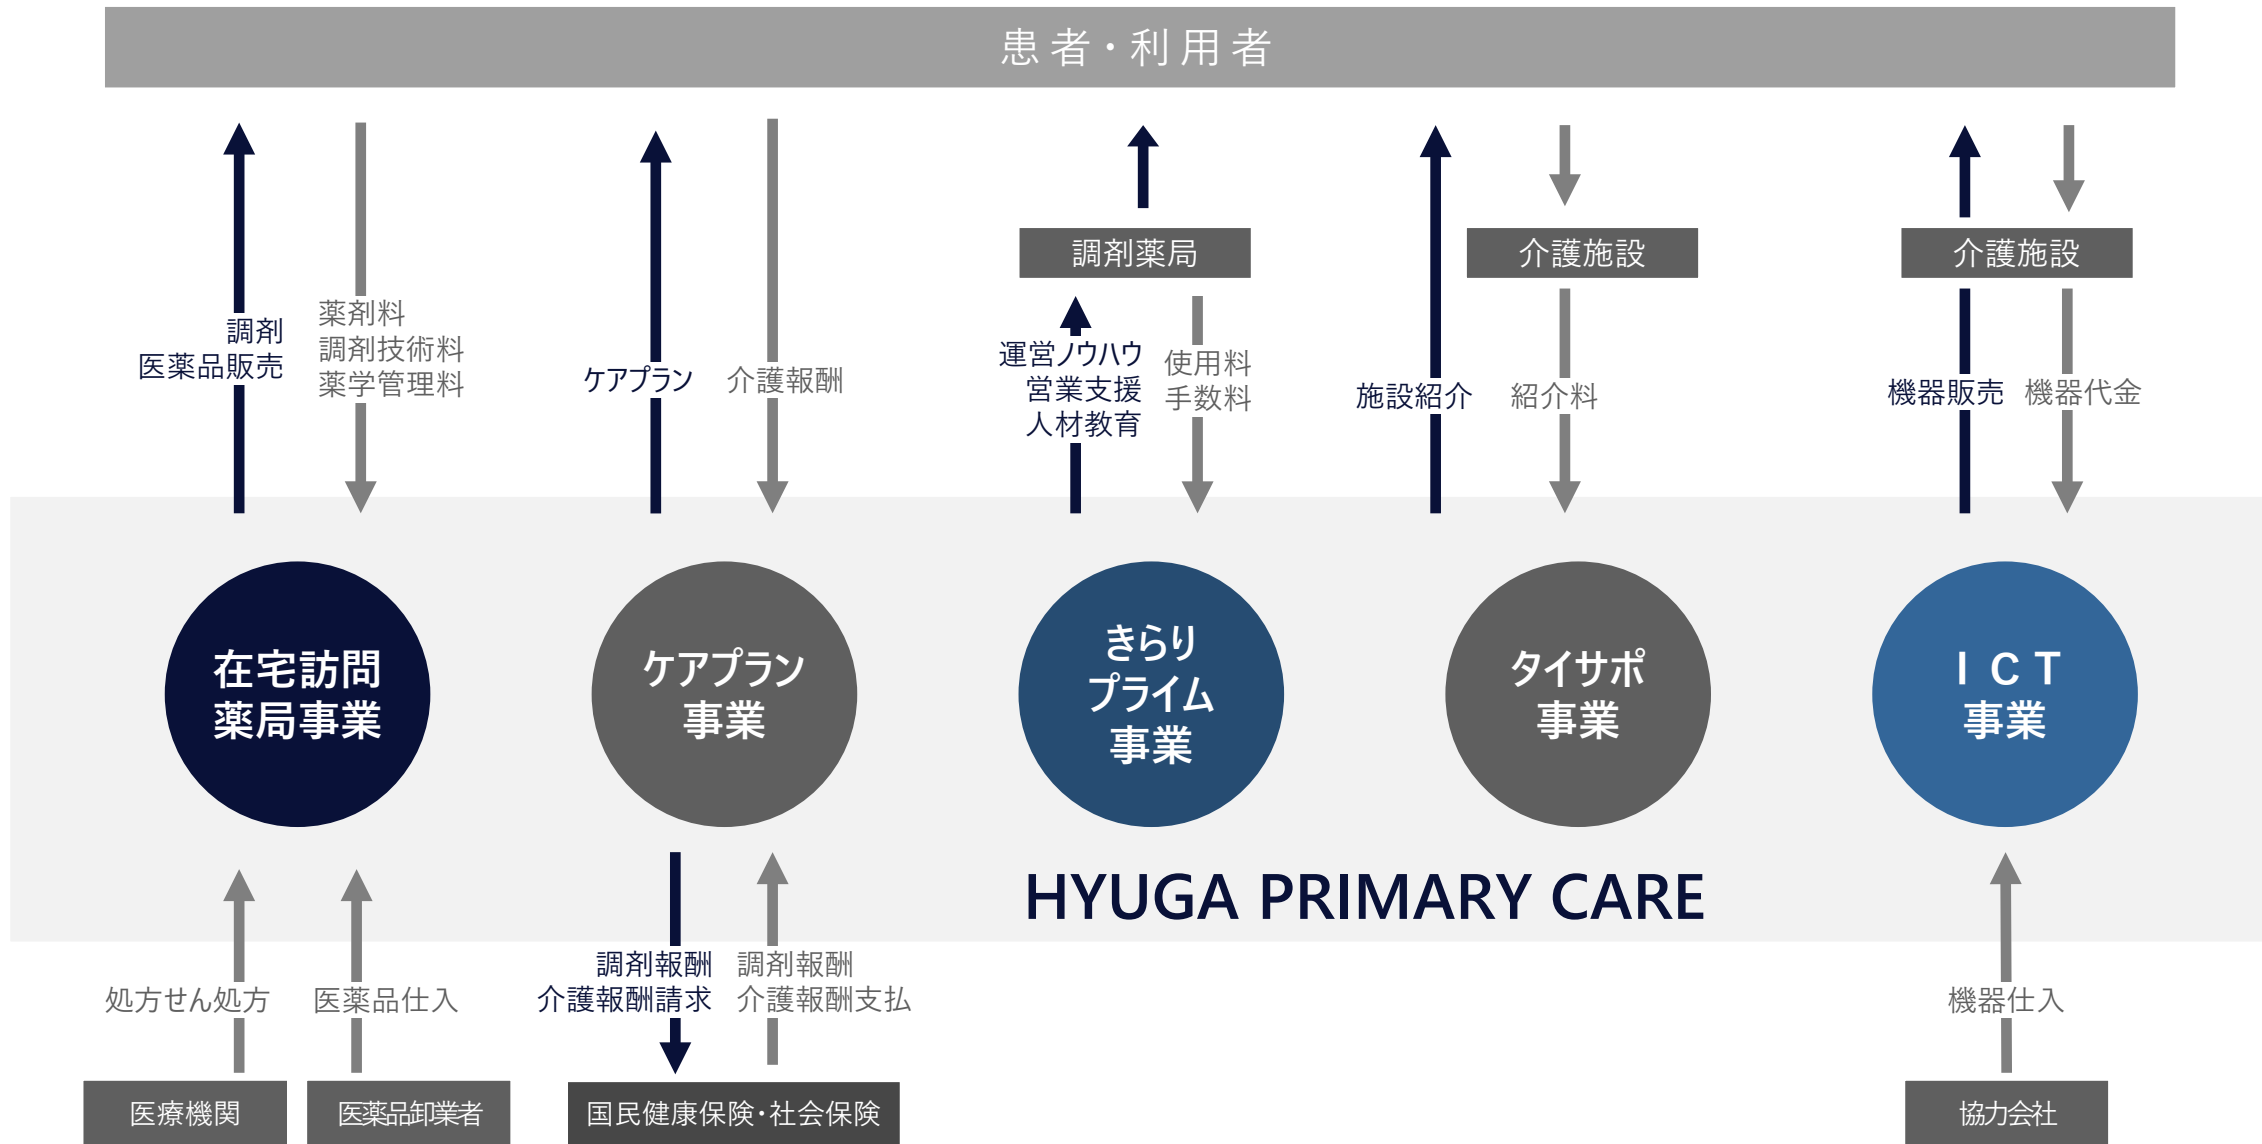 患者・利用者
調剤薬局
介護施設
介護施設
調剤
医薬品販売
薬剤料
調剤技術料
薬学管理料
ケアプラン
介護報酬
運営ノウハウ
営業支援
人材教育
使用料
手数料
施設紹介
紹介料
機器販売
機器代金
在宅訪問
薬局事業
ケアプラン
事業
きらり
プライム
事業
タイサポ
事業
ＩＣＴ
事業
HYUGA PRIMARY CARE
処方せん処方
医薬品仕入
調剤報酬
介護報酬請求
調剤報酬
介護報酬支払
機器仕入
医療機関
医薬品卸業者
国民健康保険・社会保険
協力会社